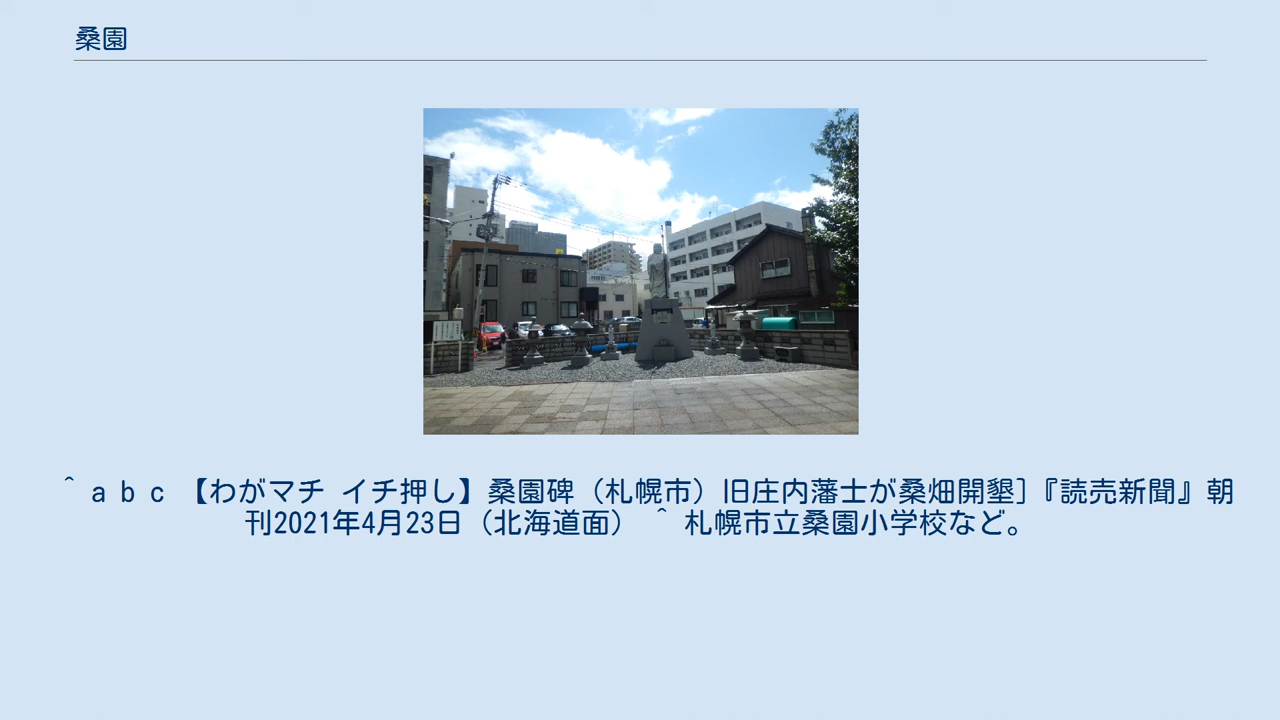 桑園
^ a b c 【わがマチ イチ押し】桑園碑（札幌市）旧庄内藩士が桑畑開墾]『読売新聞』朝
刊2021年4月23日（北海道面） ^ 札幌市立桑園小学校など。